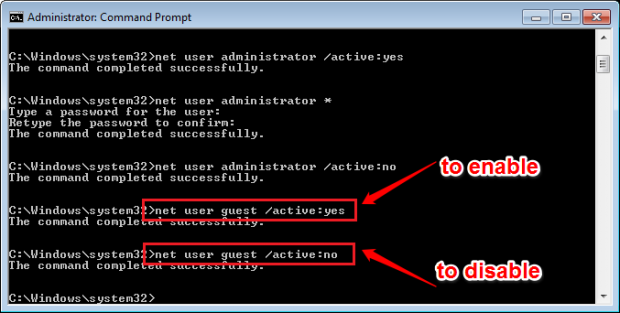 Administrator: Command Prompt
C:\Windows\system32>net user administrator /active:yes
The command completed successfully.
C:\Windows\system32>net user administrator *
Type a password for the user:
Retype the password to confirm:
The command completed successfully.
C:\Windows\system32>net user administrator /active:no
The command completed successfully.
to enable
C:\Windows\system32>net user guest /active:yes
The command completed successfully.
C:\Windows\system32>net user guest /active:no
The command completed successfully.
to disable
C:\Windows\system32>